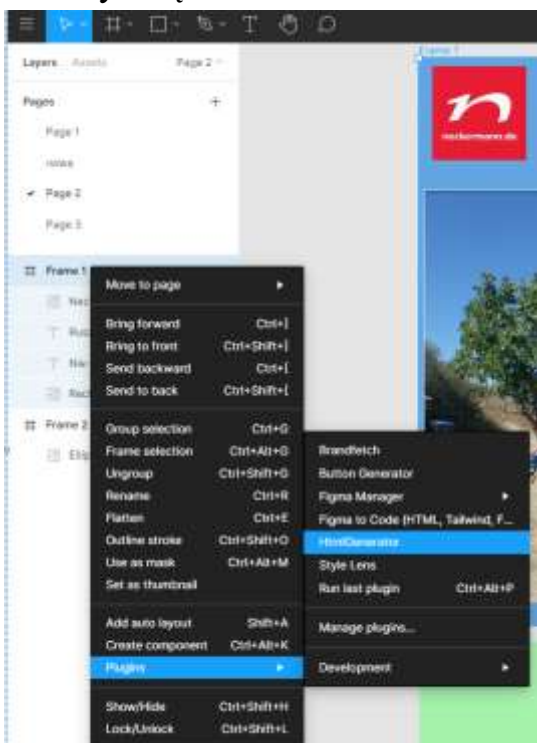 Layers Assets Page 2
Pages +
Page 1
nowa
Page 2
Page 3
Frame 1
Frame 2
Frame 1
neckermann.de
Move to page
Bring forward Ctrl+]
Bring to front Ctrl+Shift+]
Send backward Ctrl+[
Send to back Ctrl+Shift+[
Group selection Ctrl+G
Frame selection Ctrl+Alt+G
Ungroup Ctrl+Shift+G
Rename Ctrl+R
Flatten Ctrl+E
Outline stroke Ctrl+Shift+O
Use as mask Ctrl+Alt+M
Set as thumbnail
Add auto layout Shift+A
Create component Ctrl+Alt+K
Plugins
Show/Hide Ctrl+Shift+H
Lock/Unlock Ctrl+Shift+L
Brandfetch
Button Generator
Figma Manager
Figma to Code (HTML, Tailwind, F...
HtmlGenerator
Style Lens
Run last plugin Ctrl+Alt+P
Manage plugins...
Development